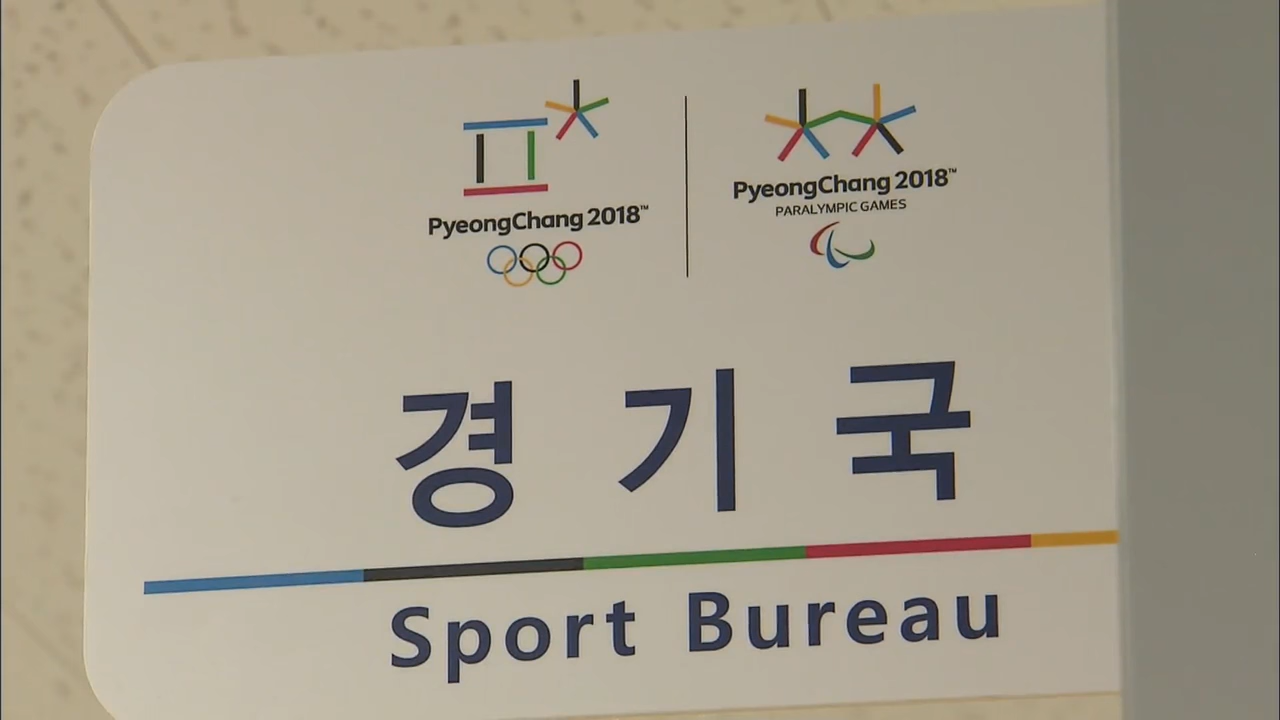 PyeongChang 2018™
PyeongChang 2018™
PARALYMPIC GAMES
경기국
Sport Bureau